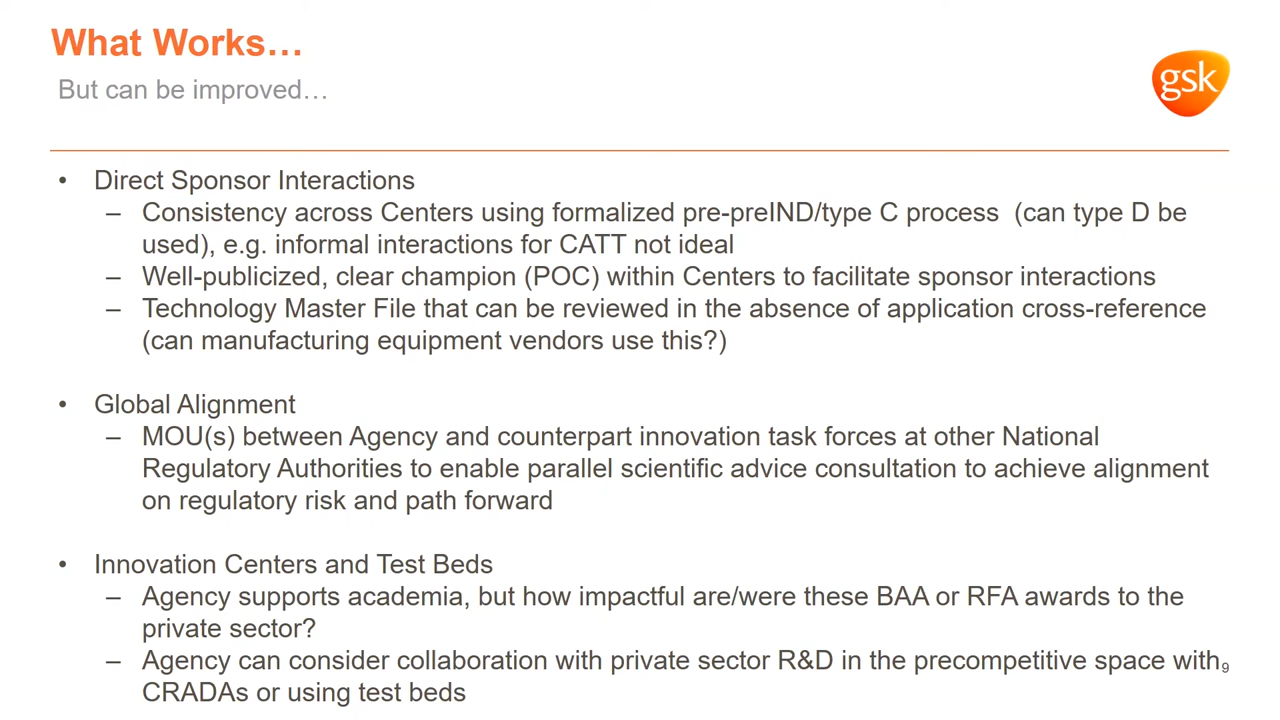 What Works…
But can be improved…
gsk
• Direct Sponsor Interactions
– Consistency across Centers using formalized pre-preIND/type C process (can type D be
used), e.g. informal interactions for CATT not ideal
– Well-publicized, clear champion (POC) within Centers to facilitate sponsor interactions
– Technology Master File that can be reviewed in the absence of application cross-reference
(can manufacturing equipment vendors use this?)
• Global Alignment
– MOU(s) between Agency and counterpart innovation task forces at other National
Regulatory Authorities to enable parallel scientific advice consultation to achieve alignment
on regulatory risk and path forward
• Innovation Centers and Test Beds
– Agency supports academia, but how impactful are/were these BAA or RFA awards to the
private sector?
– Agency can consider collaboration with private sector R&D in the precompetitive space with
CRADAs or using test beds
9